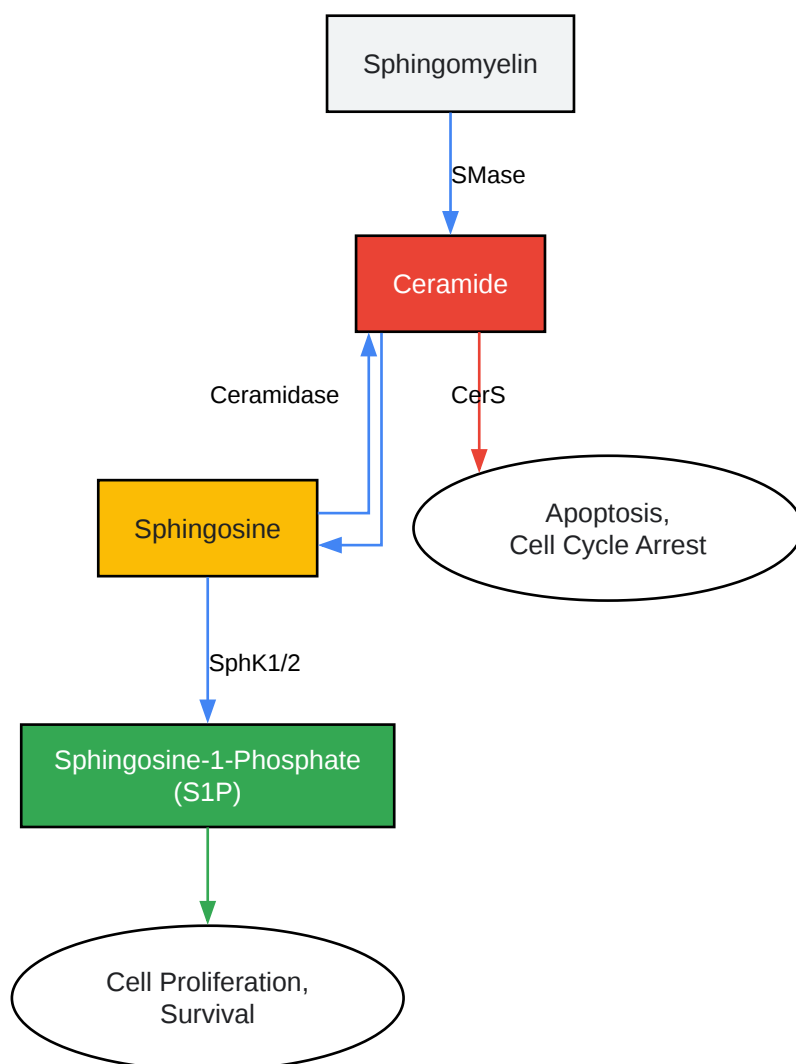 Sphingomyelin
SMase
Ceramide
Ceramidase
CerS
Sphingosine
Apoptosis,
Cell Cycle Arrest
SphK1/2
Sphingosine-1-Phosphate
(S1P)
Cell Proliferation,
Survival